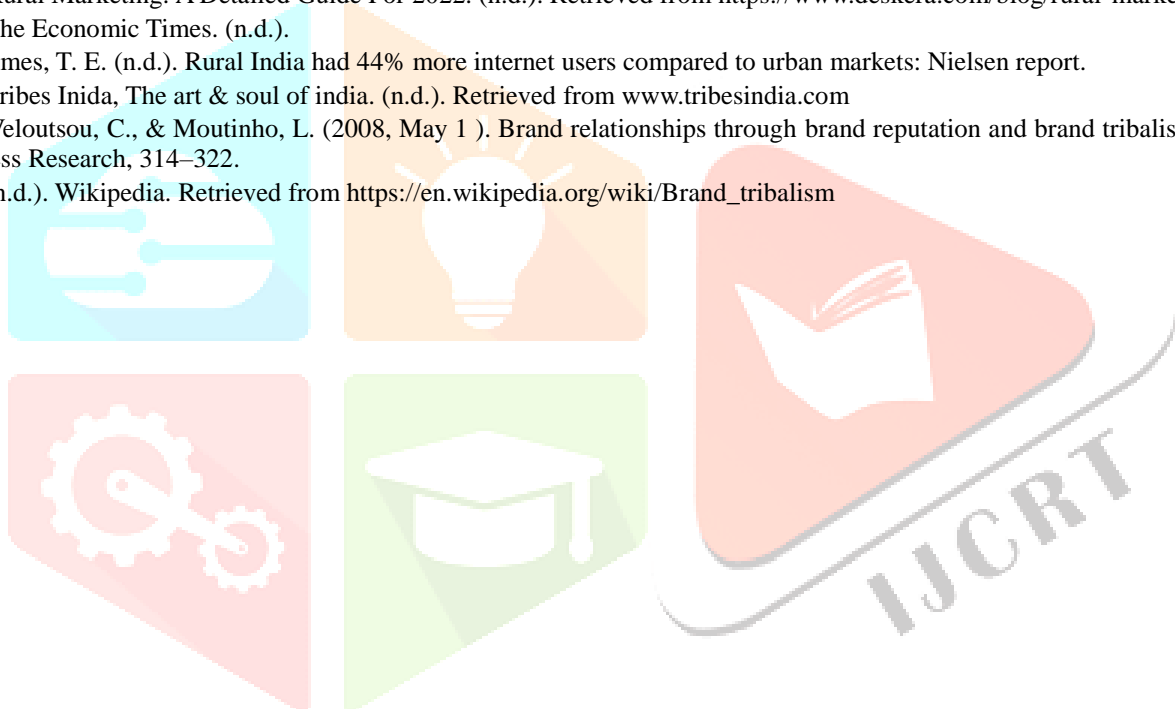 ural Marketing: A Detailed Guide For 2022. (n.d.). Retrieved from https://www.deskera.com/blog/rural-marke
he Economic Times. (n.d.).
mes, T. E. (n.d.). Rural India had 44% more internet users compared to urban markets: Nielsen report.
ribes Inida, The art & soul of india. (n.d.). Retrieved from www.tribesindia.com
eloutsou, C., & Moutinho, L. (2008, May 1 ). Brand relationships through brand reputation and brand tribalis
ss Research, 314–322.
n.d.). Wikipedia. Retrieved from https://en.wikipedia.org/wiki/Brand_tribalism
IJCRT